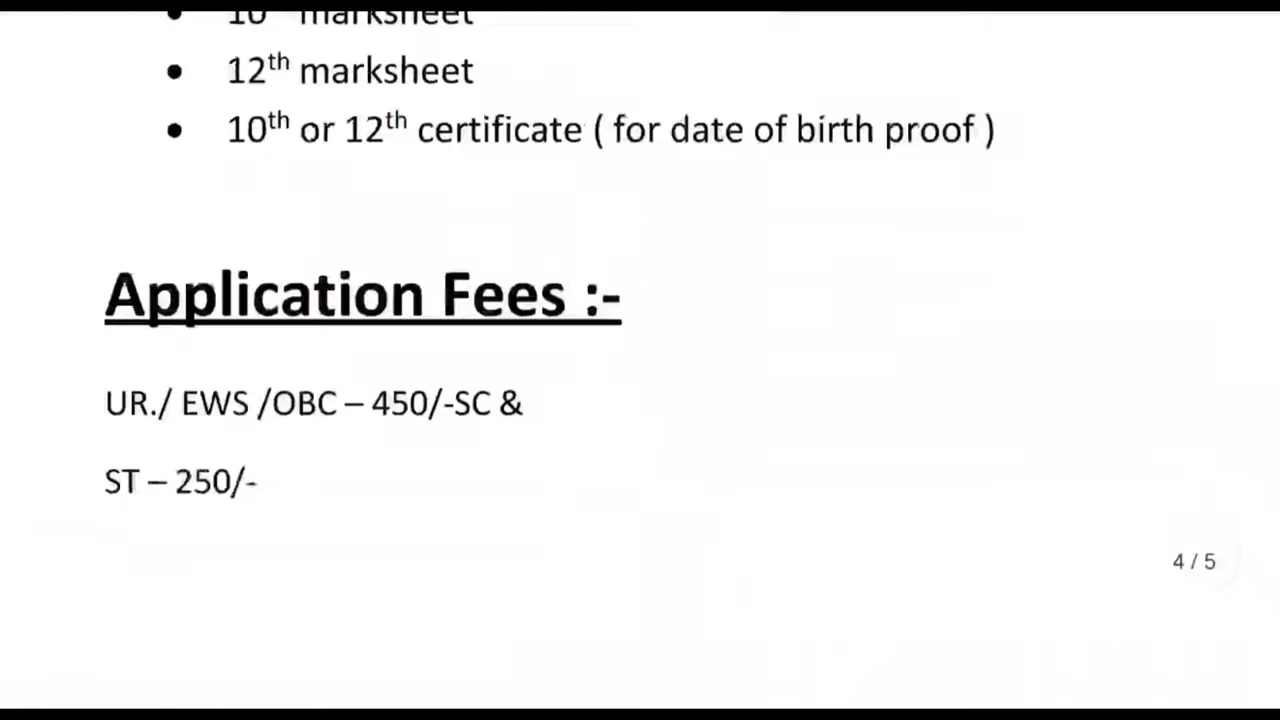 • 10th marksheet
• 12th marksheet
• 10th or 12th certificate ( for date of birth proof )
Application Fees :-
UR./ EWS /OBC – 450/-SC &
ST – 250/-
4 / 5